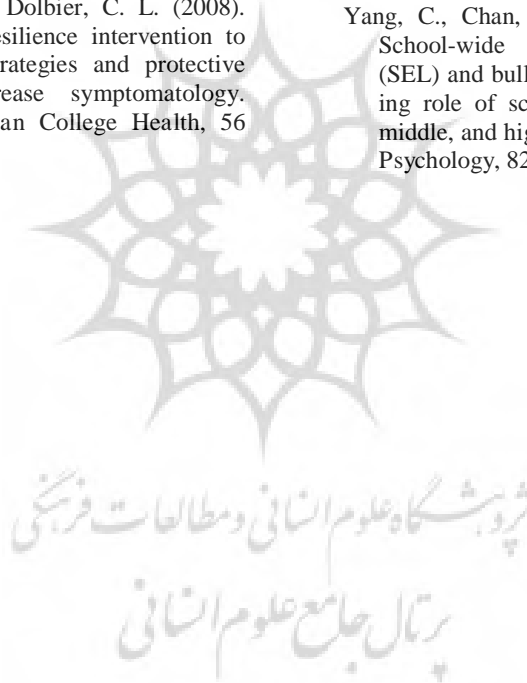 Dolbier, C. L. (2008).
esilience intervention to
rategies and protective
rease symptomatology.
an College Health, 56
Yang, C., Chan,
School-wide
(SEL) and bull
ing role of sc
middle, and hig
Psychology, 82
پژوهشگاه علوم انسانی و مطالعات فرهنگی
پرتال جامع علوم انسانی